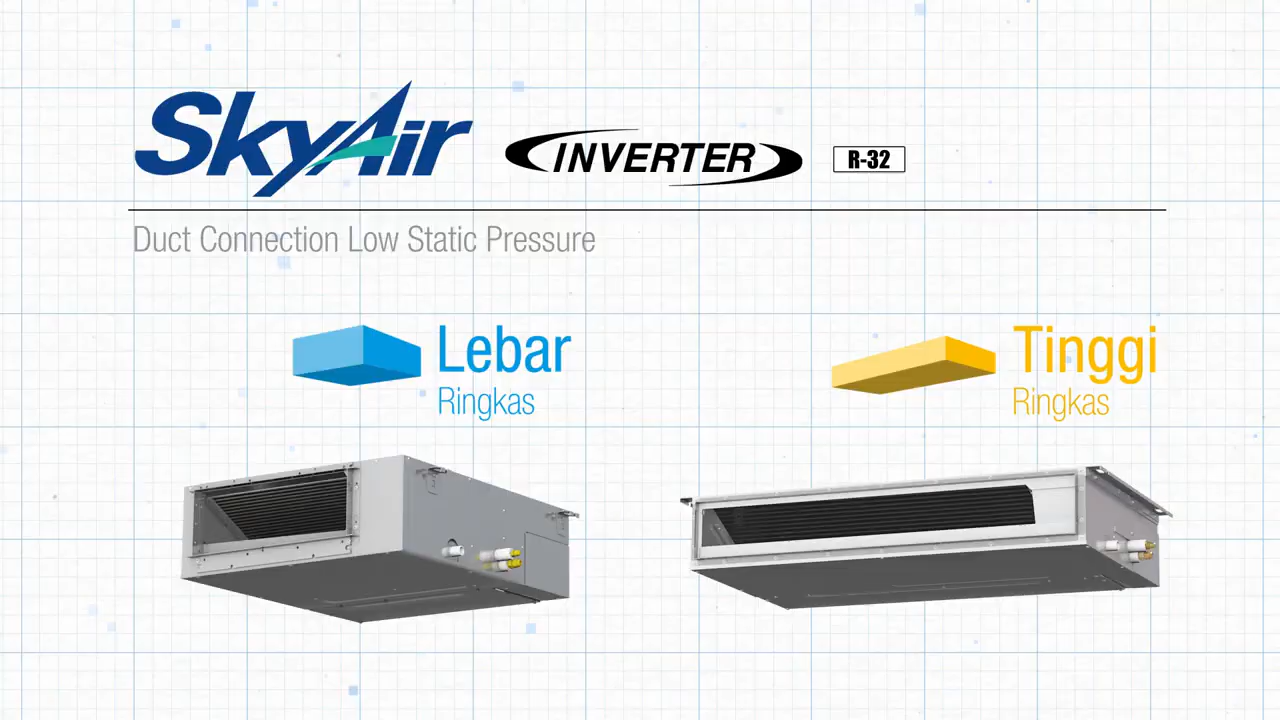 SkyAir INVERTER R-32
Duct Connection Low Static Pressure
Lebar
Ringkas
Tinggi
Ringkas